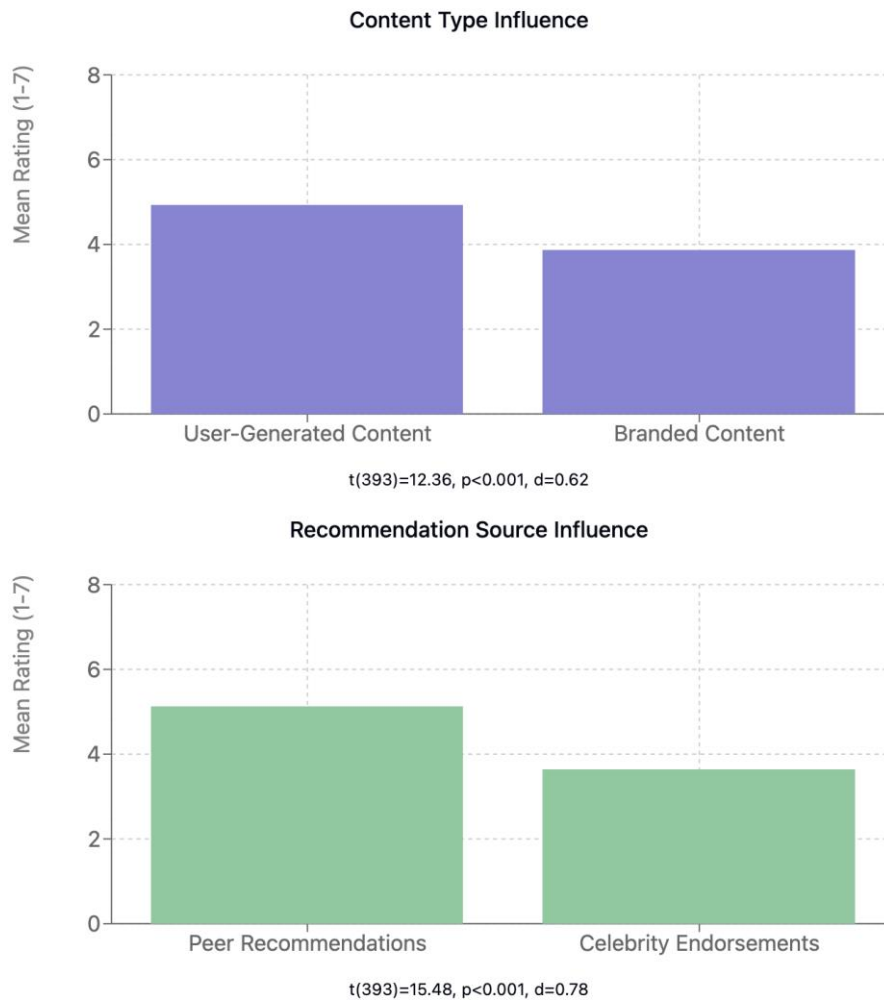 Content Type Influence
Mean Rating (1-7)
8
6
4
2
0
User-Generated Content
Branded Content
t(393)=12.36, p<0.001, d=0.62
Recommendation Source Influence
Mean Rating (1-7)
8
6
4
2
0
Peer Recommendations
Celebrity Endorsements
t(393)=15.48, p<0.001, d=0.78